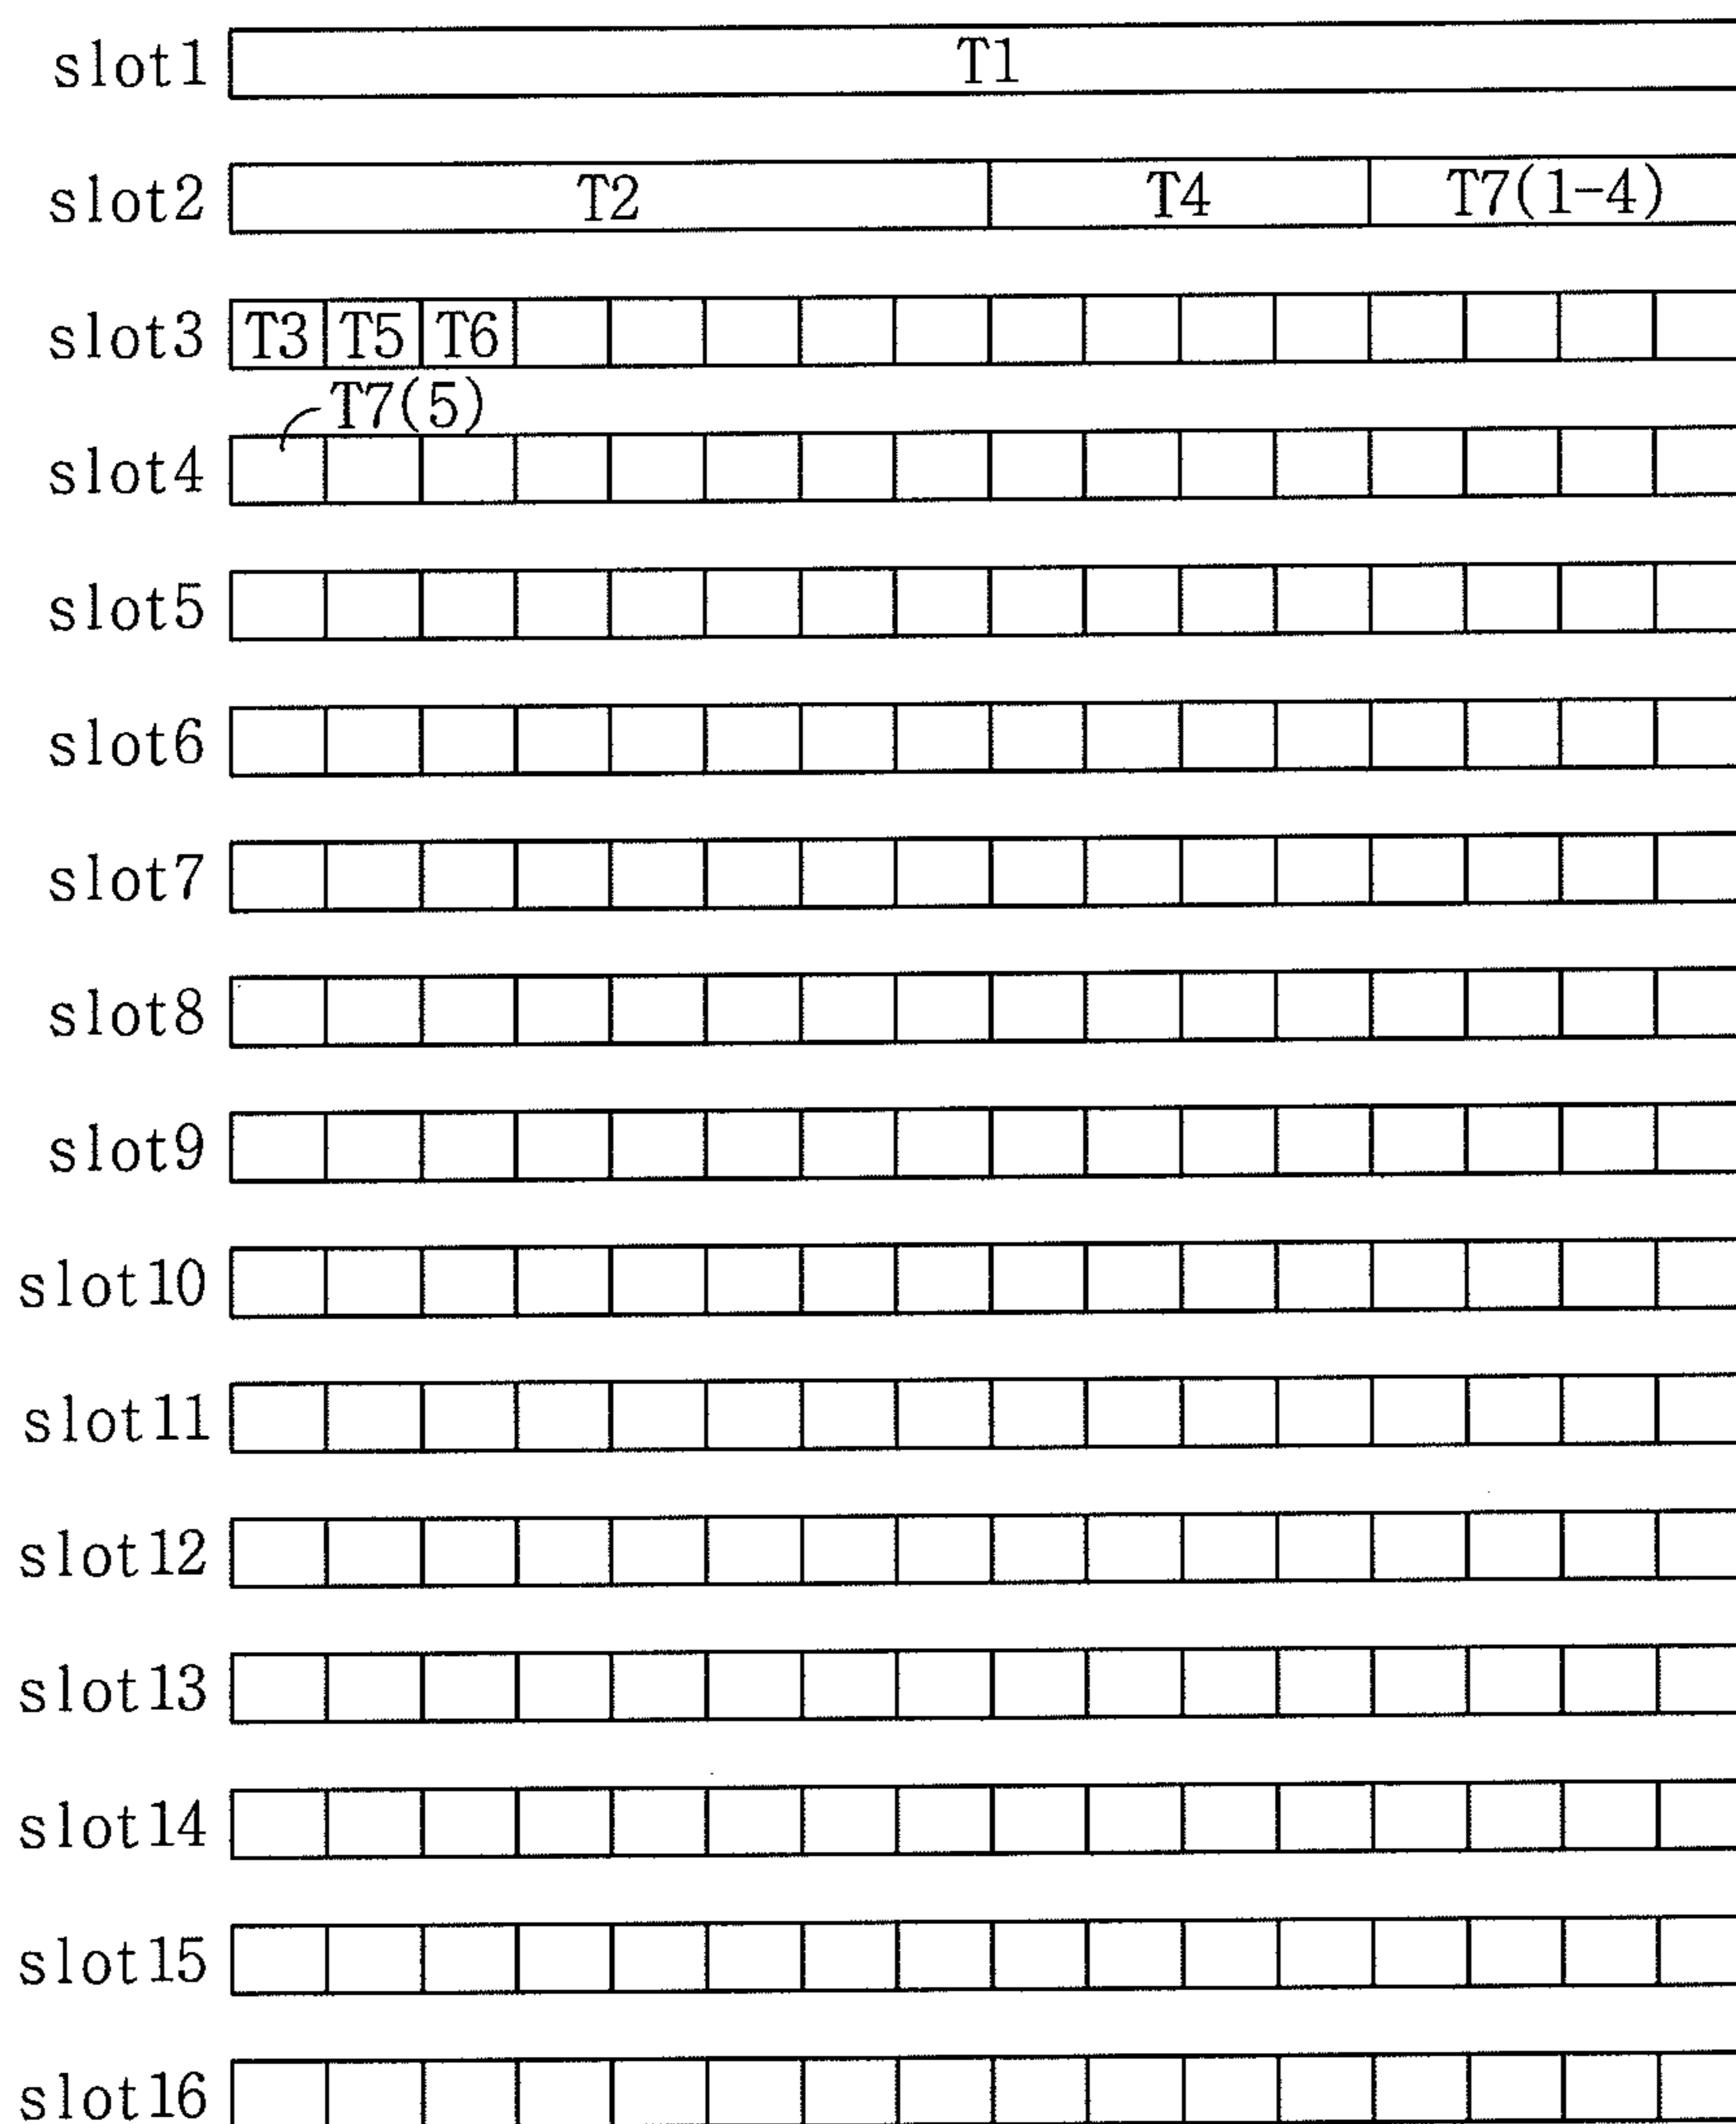 slot1 T1
slot2 T2 T4 T7(1-4)
slot3 T3 T5 T6
T7(5)
slot4
slot5
slot6
slot7
slot8
slot9
slot10
slot11
slot12
slot13
slot14
slot15
slot16